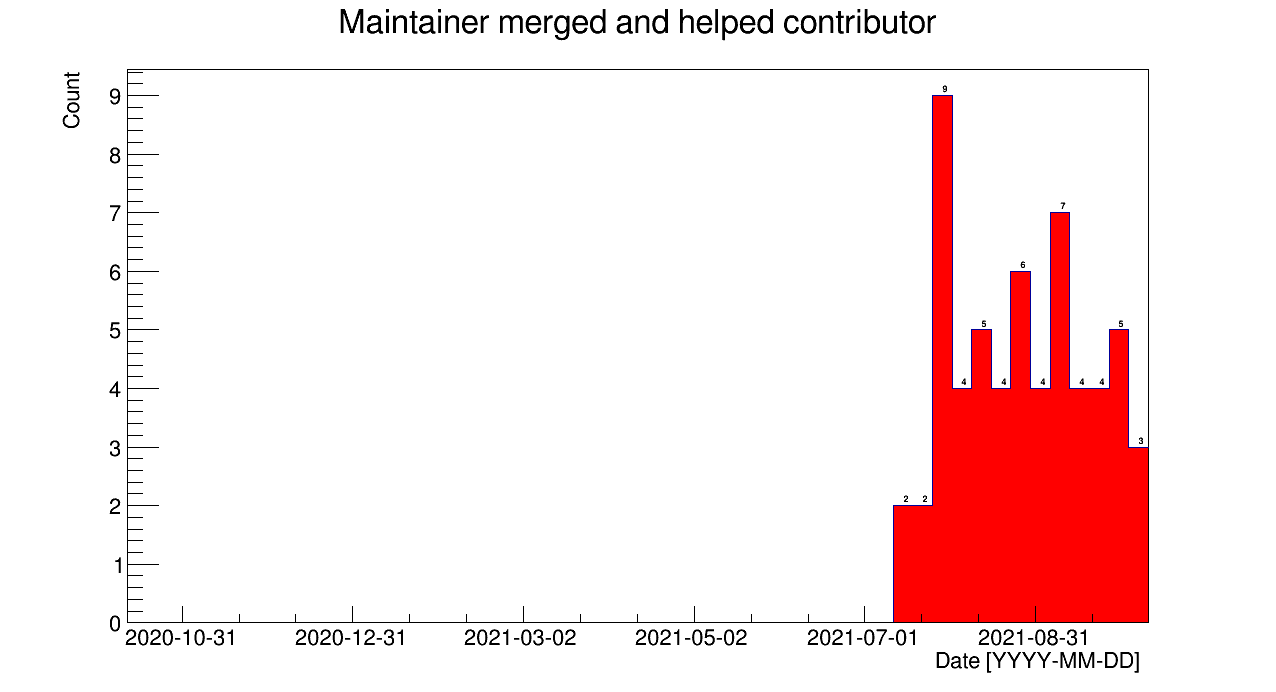 Maintainer merged and helped contributor
Count
9
8
7
6
5
4
3
2
1
0
2 2 9 4 5 4 6 4 7 4 4 5 3
2020-10-31 2020-12-31 2021-03-02 2021-05-02 2021-07-01 2021-08-31
Date [YYYY-MM-DD]